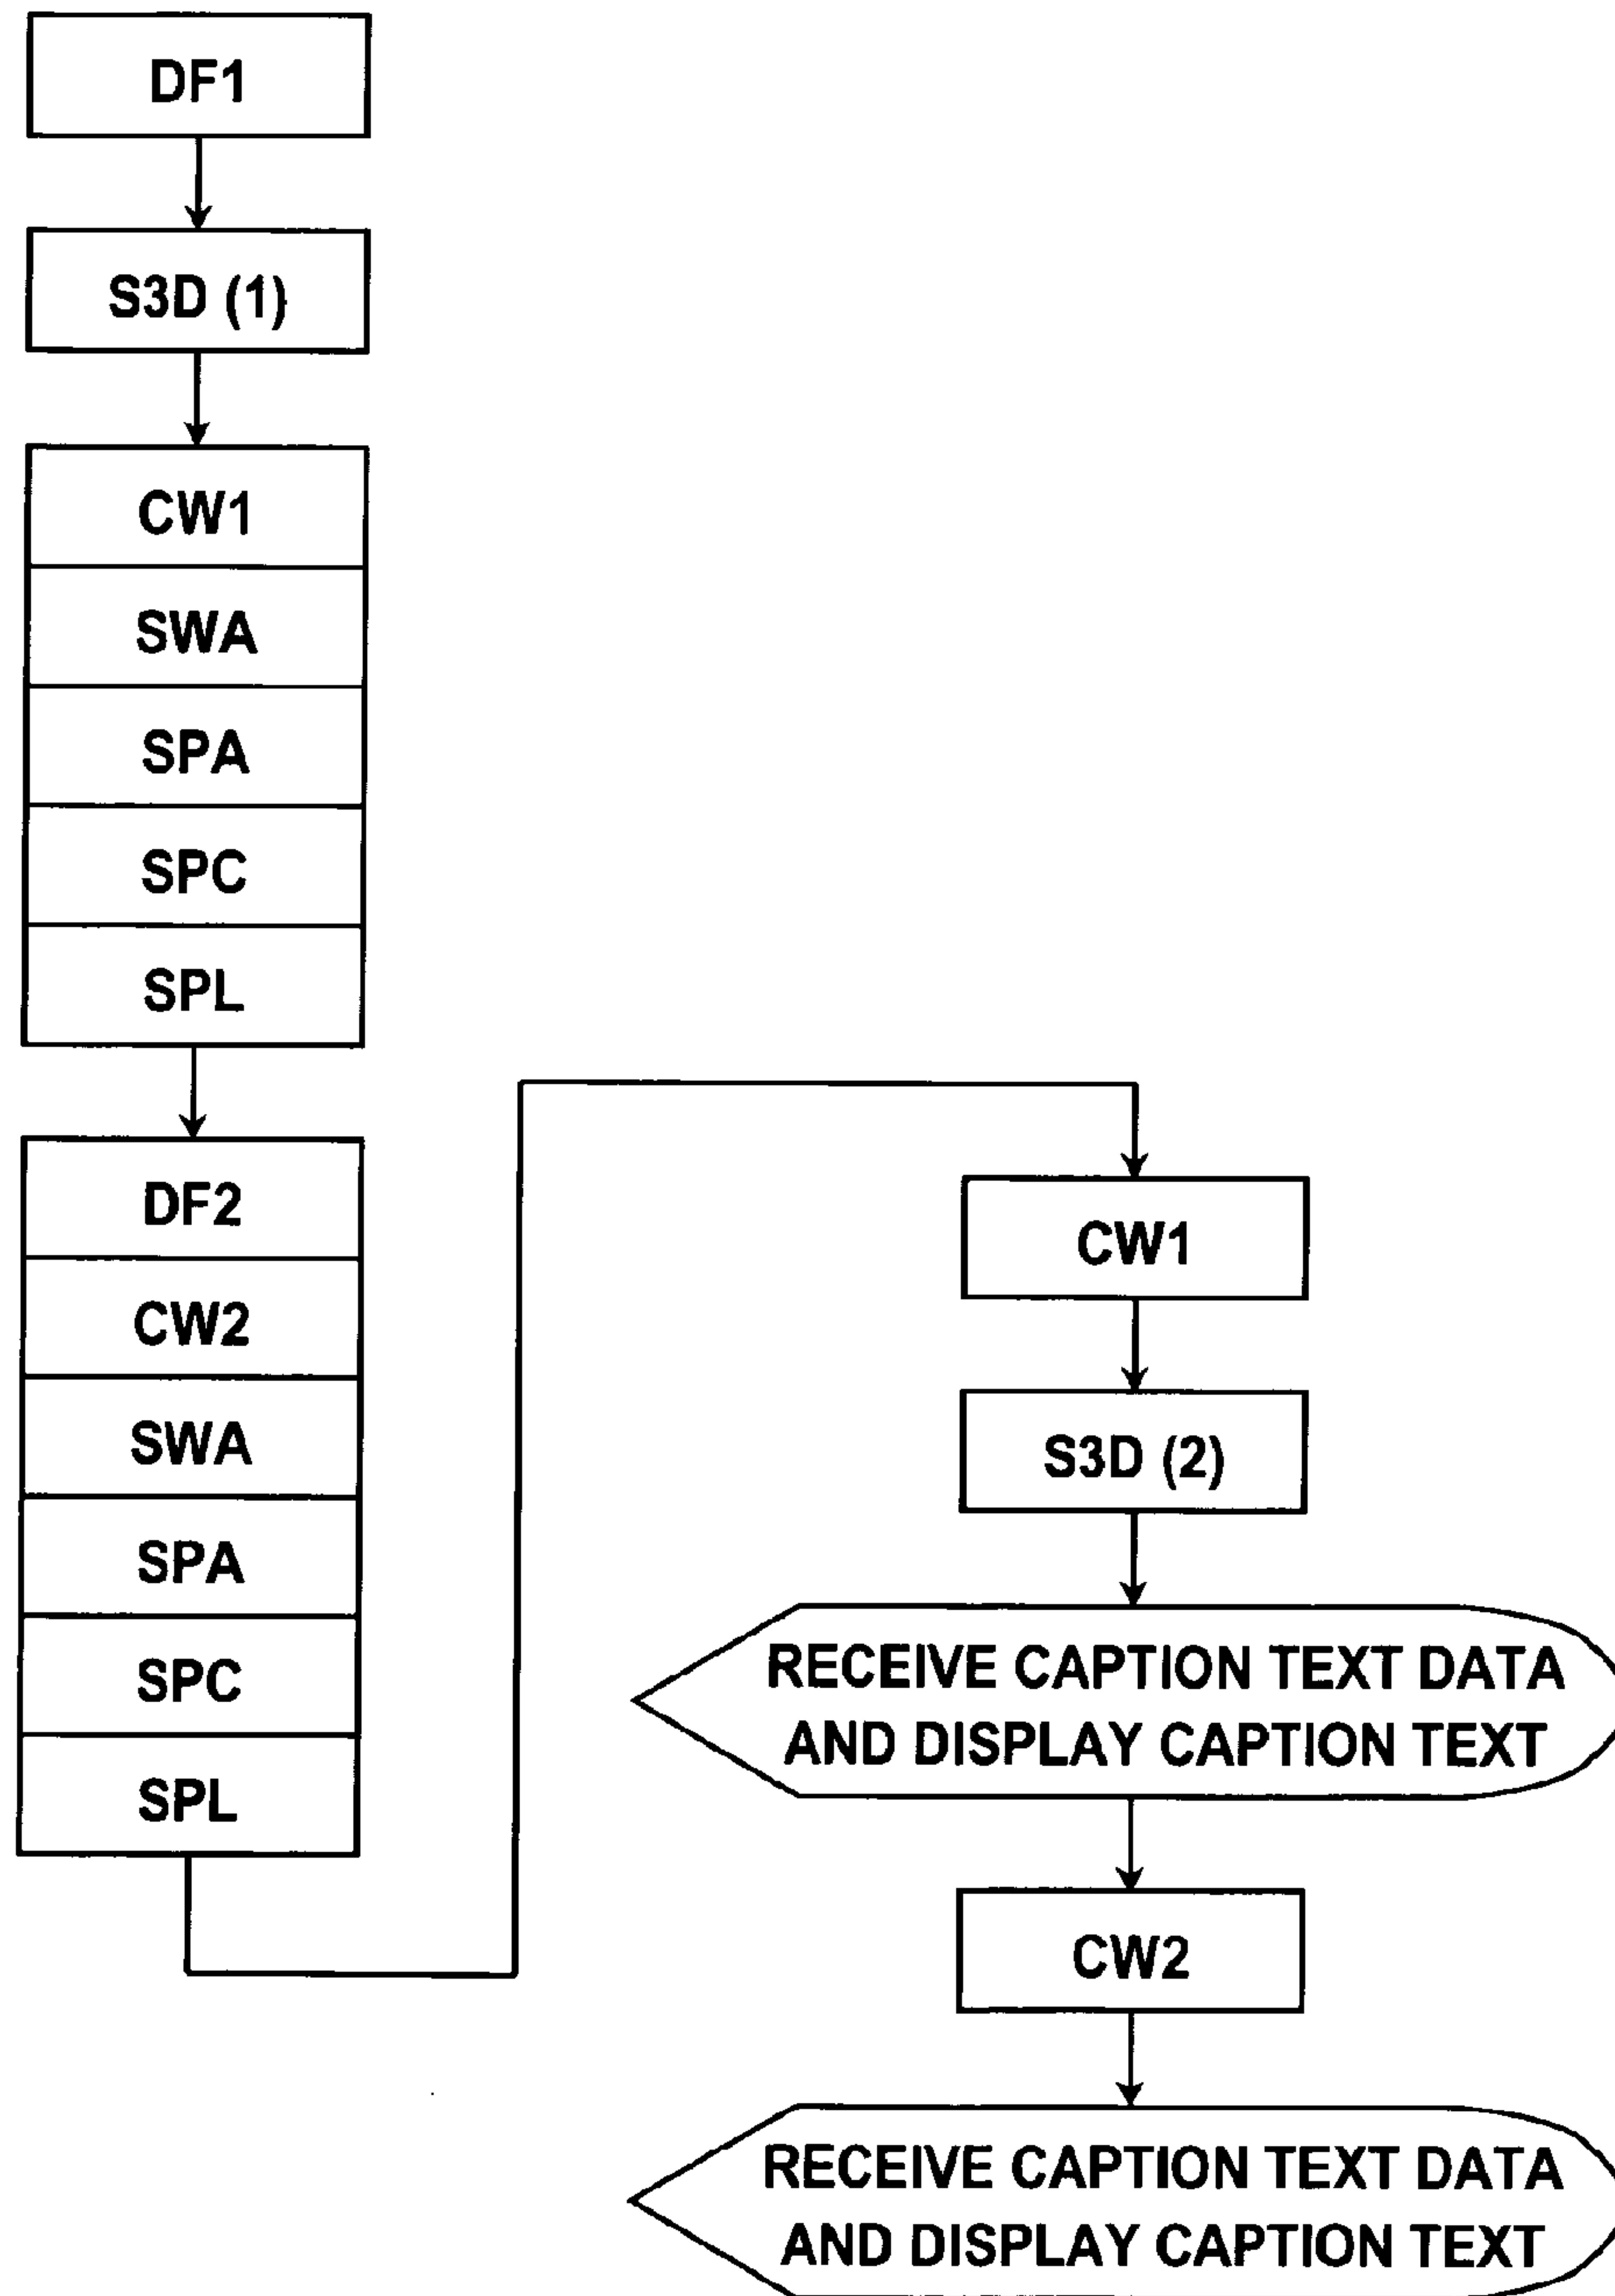 DF1
S3D (1)
CW1
SWA
SPA
SPC
SPL
DF2
CW2
SWA
SPA
SPC
SPL
CW1
S3D (2)
RECEIVE CAPTION TEXT DATA
AND DISPLAY CAPTION TEXT
CW2
RECEIVE CAPTION TEXT DATA
AND DISPLAY CAPTION TEXT